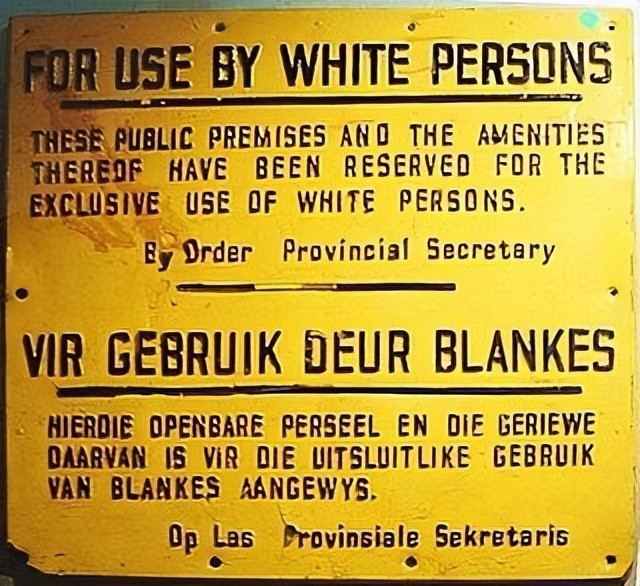 FOR USE BY WHITE PERSONS
THESE PUBLIC PREMISES AND THE AMENITIES
THEREOF HAVE BEEN RESERVED FOR THE
EXCLUSIVE USE OF WHITE PERSONS.
By Order Provincial Secretary
VIR GEBRUIK DEUR BLANKES
HIERDIE OPENBARE PERSEEL EN DIE GERIEWE
DAARVAN IS VIR DIE UITSLUITLIKE GEBRUIK
VAN BLANKES AANGEWYS.
Op Las Provinsiale Sekretaris